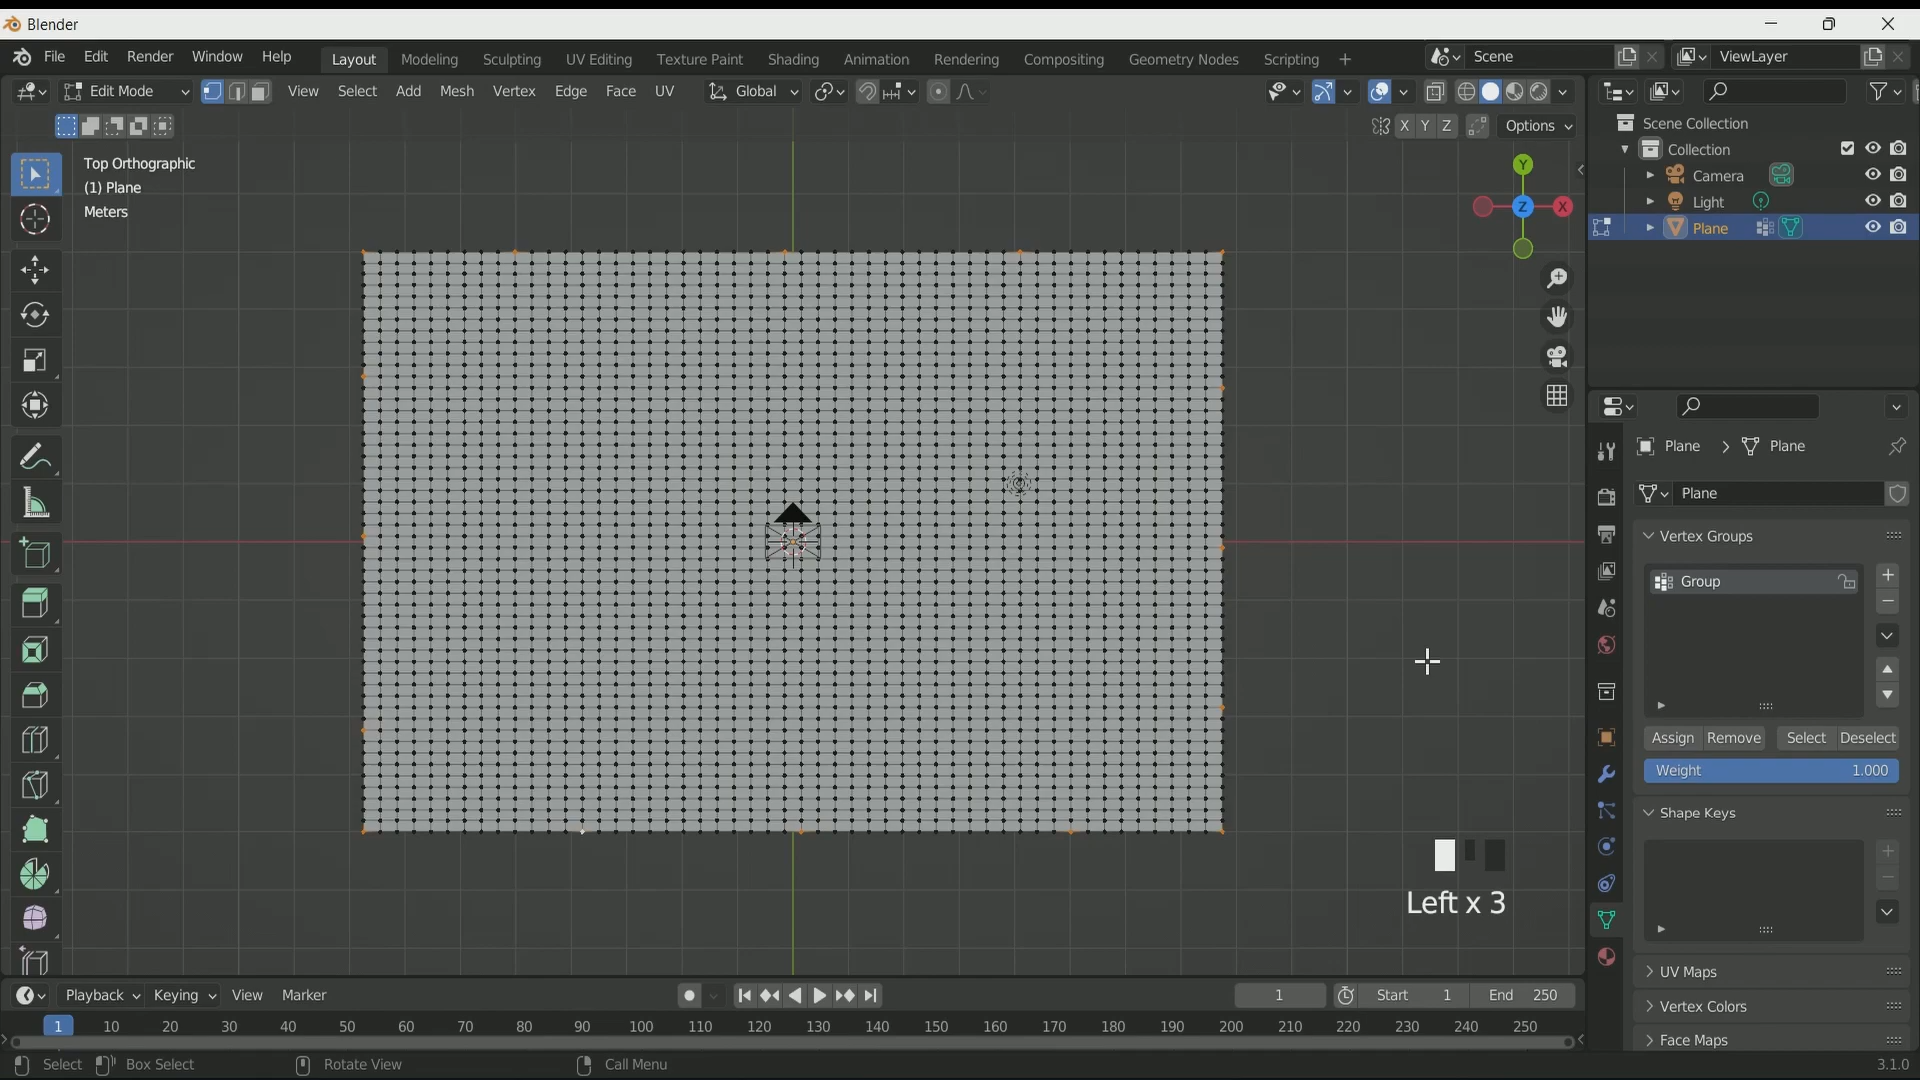 Blender
File Edit Render Window Help Layout Modeling Sculpting UV Editing Texture Paint Shading Animation Rendering Compositing Geometry Nodes Scripting + Scene ViewLayer
Edit Mode View Select Add Mesh Vertex Edge Face UV Global
X Y Z Options
Top Orthographic
(1) Plane
Meters
Y
Z X
Scene Collection
Collection
Camera
Light
Plane
Plane > Plane
Plane
Vertex Groups
Group
Assign Remove Select Deselect
Weight 1.000
Shape Keys
UV Maps
Vertex Colors
Face Maps
Left x 3
Playback Keying View Marker 1 Start 1 End 250
1 10 20 30 40 50 60 70 80 90 100 110 120 130 140 150 160 170 180 190 200 210 220 230 240 250
Select Box Select Rotate View Call Menu 3.1.0